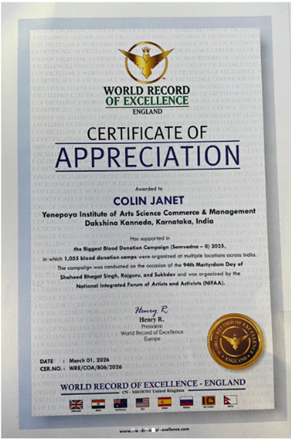 WORLD RECORD
OF EXCELLENCE
ENGLAND
CERTIFICATE OF
APPRECIATION
Awarded to
COLIN JANET
Yenepoya Institute of Arts Science Commerce & Management
Dakshina Kannada, Karnataka, India
Has supported in
the Biggest Blood Donation Campaign (Samvedna – II) 2025,
in which 1,055 blood donation camps were organized at multiple locations across India.
The campaign was conducted on the occasion of the 94th Martyrdom Day of
Shaheed Bhagat Singh, Rajguru, and Sukhdev and was organized by the
National Integrated Forum of Artists and Activists (NIFAA).
Henry R.
Henry R.
President
World Record of Excellence
Europe
DATE : March 01, 2026
CER.NO. : WRE/COA/806/2026
WORLD RECORD OF EXCELLENCE - ENGLAND
United Kingdom